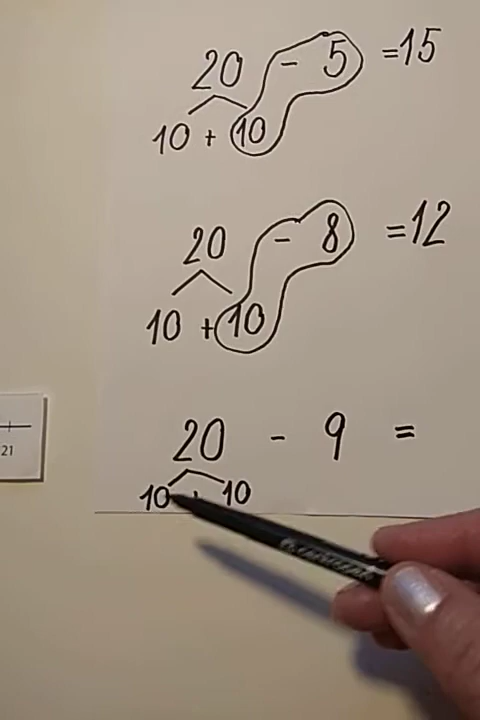 20 - 5 = 15
10 + 10
20 - 8 = 12
10 + 10
20 - 9 =
10 + 10
21